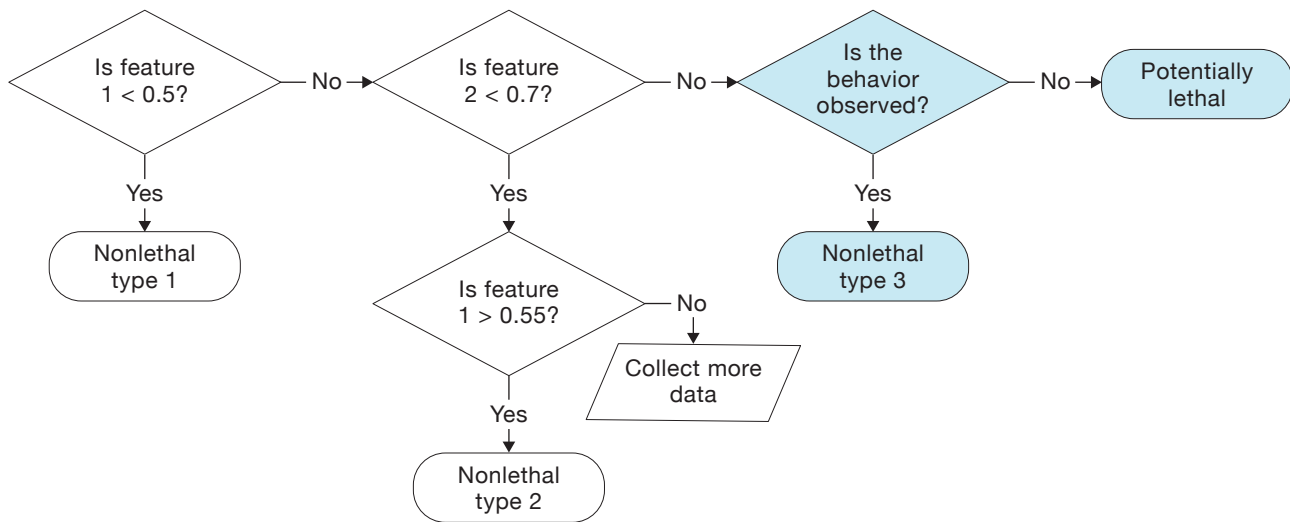 Is feature
1 < 0.5?
No
Is feature
2 < 0.7?
No
Is the
behavior
observed?
No
Potentially
lethal
Yes
Yes
Yes
Nonlethal
type 1
Is feature
1 > 0.55?
No
Nonlethal
type 3
Collect more
data
Yes
Nonlethal
type 2